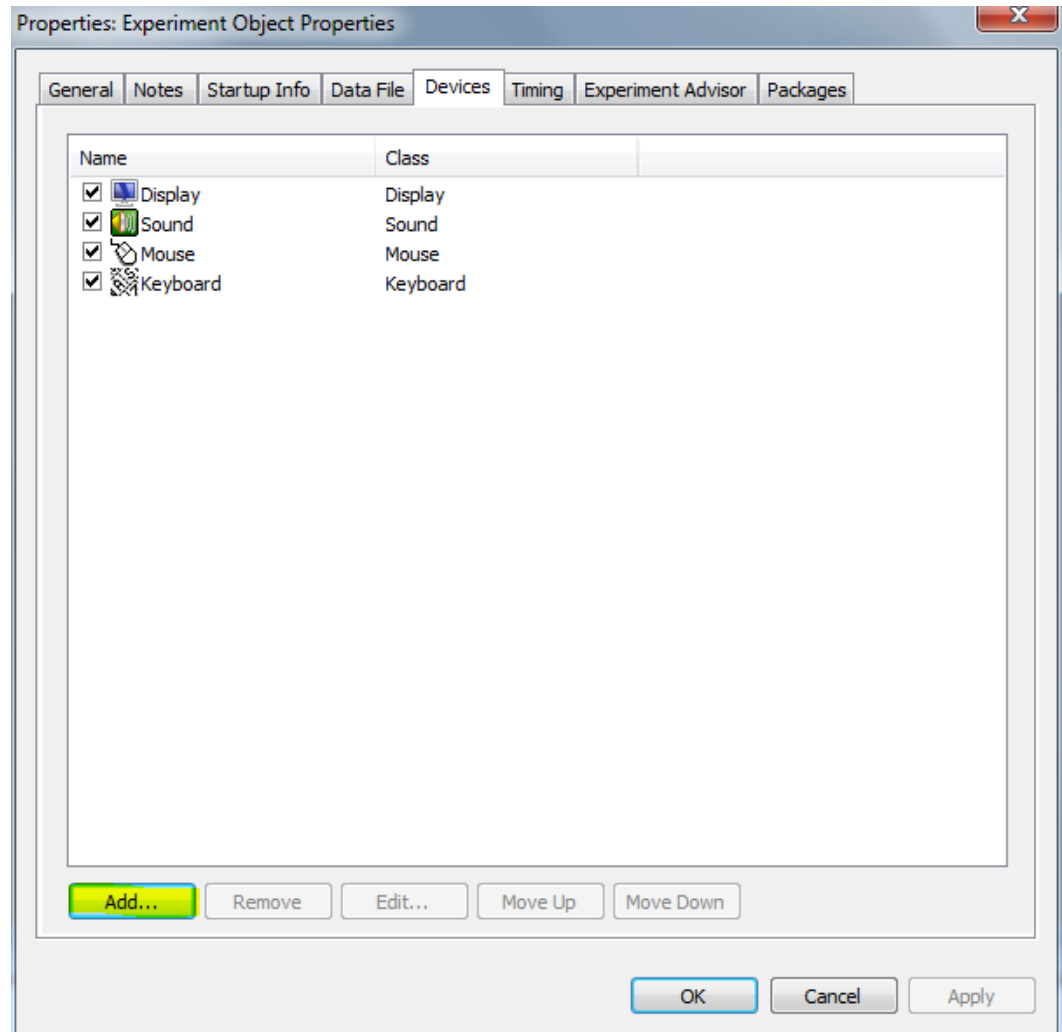 Properties: Experiment Object Properties
General Notes Startup Info Data File Devices Timing Experiment Advisor Packages
Name Class
Display Display
Sound Sound
Mouse Mouse
Keyboard Keyboard
Add... Remove Edit... Move Up Move Down
OK Cancel Apply